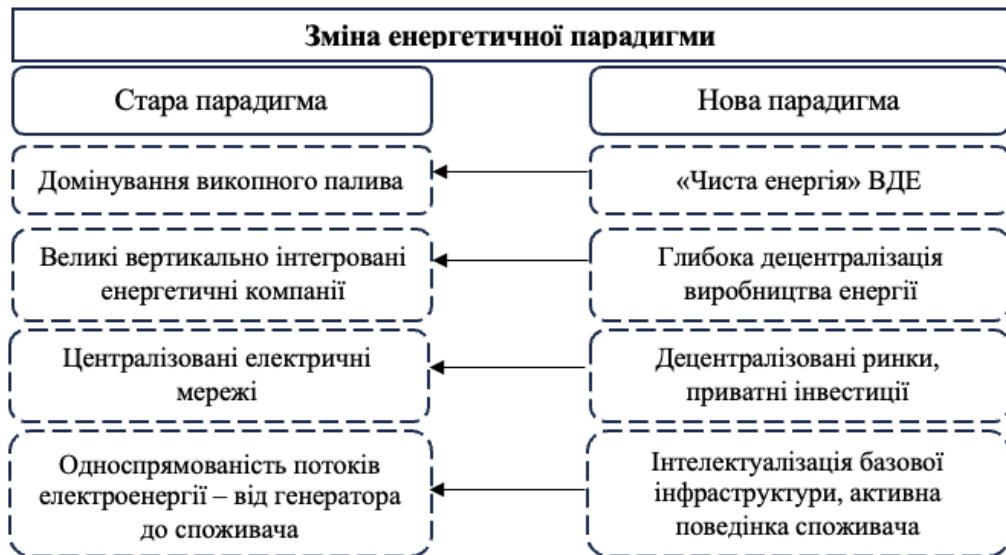 Зміна енергетичної парадигми
Стара парадигма
Нова парадигма
Домінування викопного палива
«Чиста енергія» ВДЕ
Великі вертикально інтегровані
енергетичні компанії
Глибока децентралізація
виробництва енергії
Централізовані електричні
мережі
Децентралізовані ринки,
приватні інвестиції
Односпрямованість потоків
електроенергії – від генератора
до споживача
Інтелектуалізація базової
інфраструктури, активна
поведінка споживача